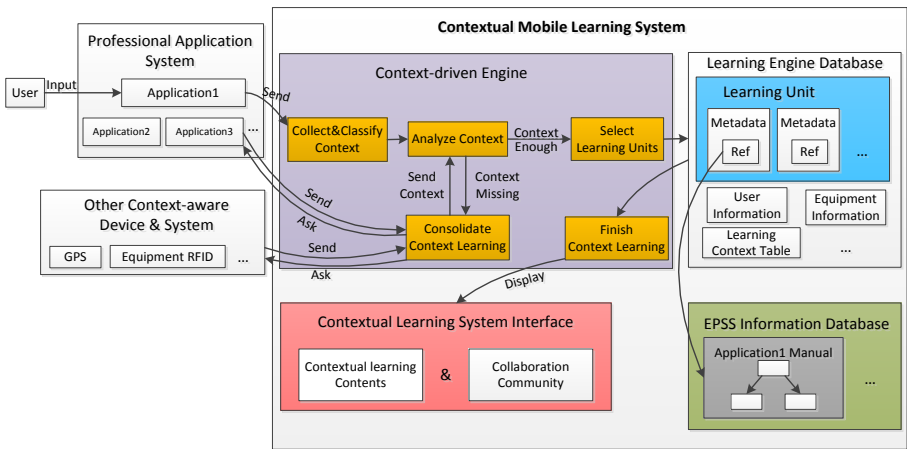 Contextual Mobile Learning System
Professional Application
System
User
Input
Application1
Send
Application2
Application3
...
Context-driven Engine
Collect&Classify
Context
Analyze Context
Context
Enough
Select
Learning Units
Send
Context
Context
Missing
Consolidate
Context Learning
Finish
Context Learning
Send
Ask
Other Context-aware
Device & System
GPS
Equipment RFID
...
Send
Ask
Display
Learning Engine Database
Learning Unit
Metadata
Ref
Metadata
Ref
...
User
Information
Equipment
Information
Learning
Context Table
...
Contextual Learning System Interface
Contextual learning
Contents
&
Collaboration
Community
EPSS Information Database
Application1 Manual
...